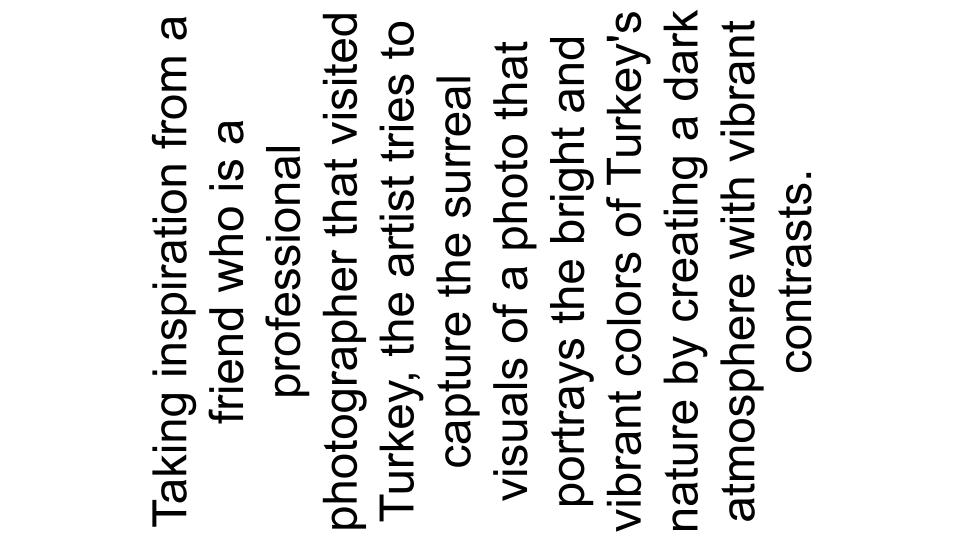 Taking inspiration from a
friend who is a
professional
photographer that visited
Turkey, the artist tries to
capture the surreal
visuals of a photo that
portrays the bright and
vibrant colors of Turkey's
nature by creating a dark
atmosphere with vibrant
contrasts.